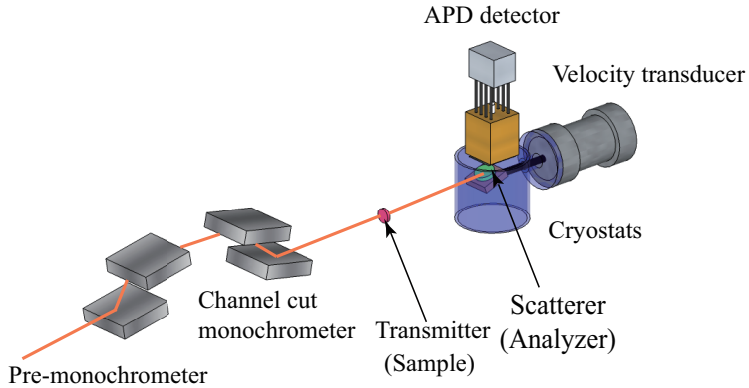 APD detector
Velocity transducer
Cryostats
Scatterer
(Analyzer)
Channel cut
monochrometer
Transmitter
(Sample)
Pre-monochrometer